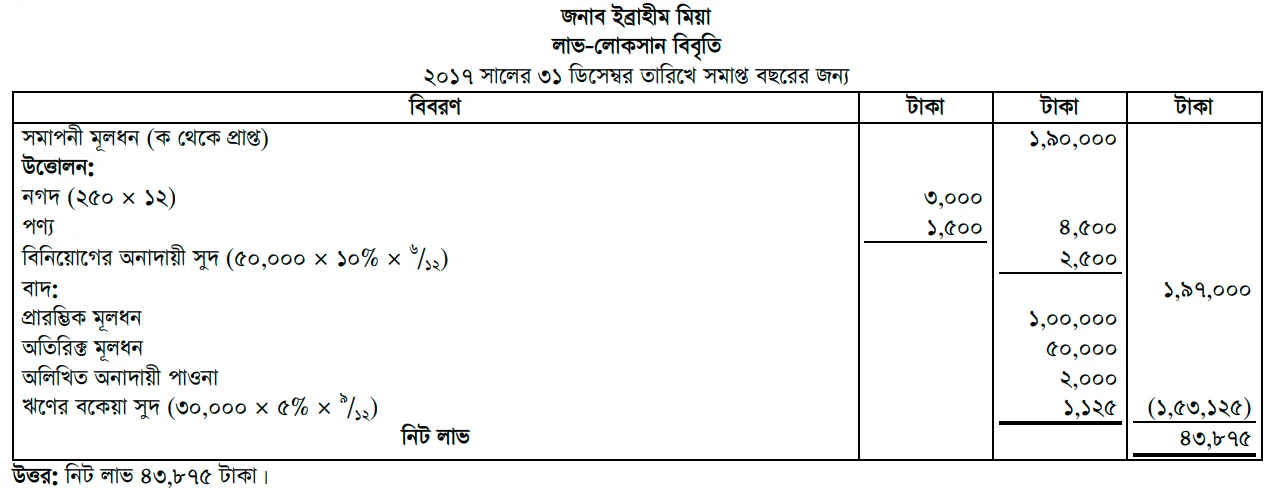 জনাব ইব্রাহীম মিয়া
লাভ-লোকসান বিবৃতি
২০১৭ সালের ৩১ ডিসেম্বর তারিখে সমাপ্ত বছরের জন্য
বিবরণ টাকা টাকা টাকা
সমাপনী মূলধন (ক থেকে প্রাপ্ত) ১,৯০,০০০
উত্তোলন:
নগদ (২৫০ × ১২) ৩,০০০
পণ্য ১,৫০০ ৪,৫০০
বিনিয়োগের অনাদায়ী সুদ (৫০,০০০ × ১০% × ৬/১২) ২,৫০০
বাদ: ১,৯৭,০০০
প্রারম্ভিক মূলধন ১,০০,০০০
অতিরিক্ত মূলধন ৫০,০০০
অলিখিত অনাদায়ী পাওনা ২,০০০
ঋণের বকেয়া সুদ (৩০,০০০ × ৫% × ৯/১২) ১,১২৫ (১,৫৩,১২৫)
নিট লাভ ৪৩,৮৭৫
উত্তর: নিট লাভ ৪৩,৮৭৫ টাকা।